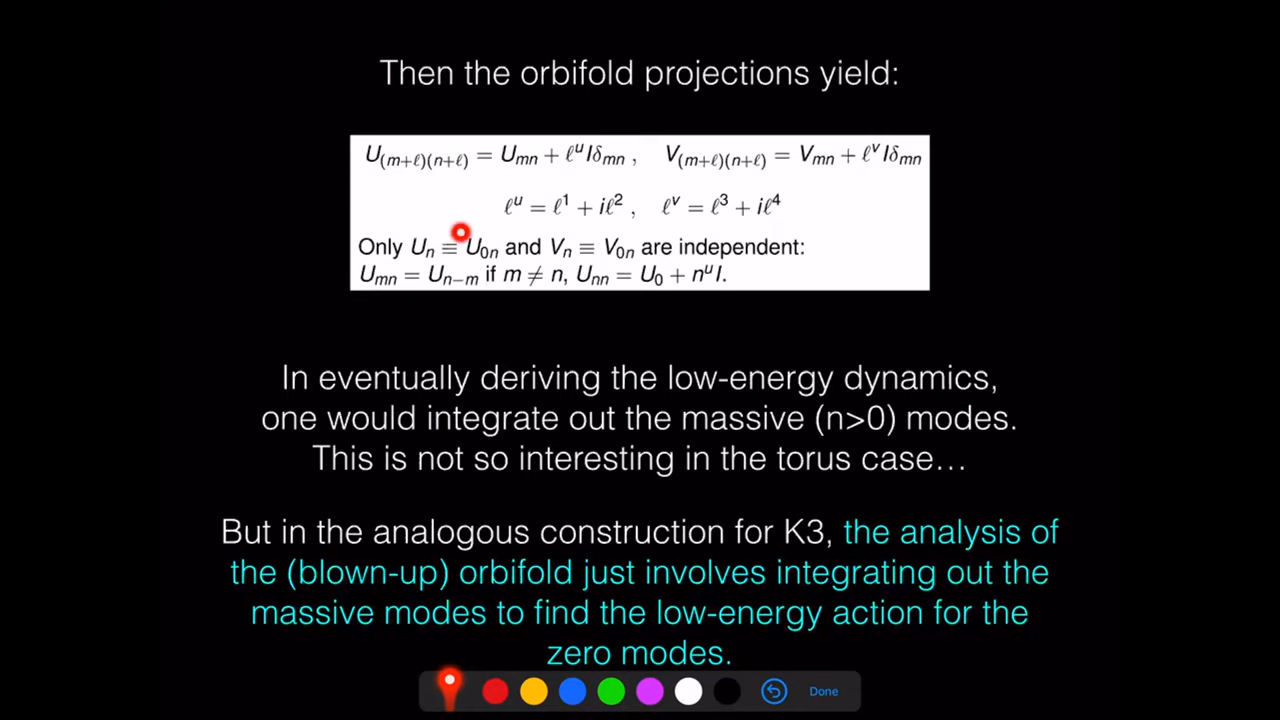 Then the orbifold projections yield:
U_{(m+ℓ)(n+ℓ)} = U_{mn} + ℓ^u I δ_{mn} ,   V_{(m+ℓ)(n+ℓ)} = V_{mn} + ℓ^v I δ_{mn}
ℓ^u = ℓ^1 + iℓ^2 ,   ℓ^v = ℓ^3 + iℓ^4
Only U_n ≡ U_{0n} and V_n ≡ V_{0n} are independent:
U_{mn} = U_{n−m} if m ≠ n, U_{nn} = U_0 + n^u I.
In eventually deriving the low-energy dynamics,
one would integrate out the massive (n>0) modes.
This is not so interesting in the torus case…
But in the analogous construction for K3, the analysis of
the (blown-up) orbifold just involves integrating out the
massive modes to find the low-energy action for the
zero modes.
Done